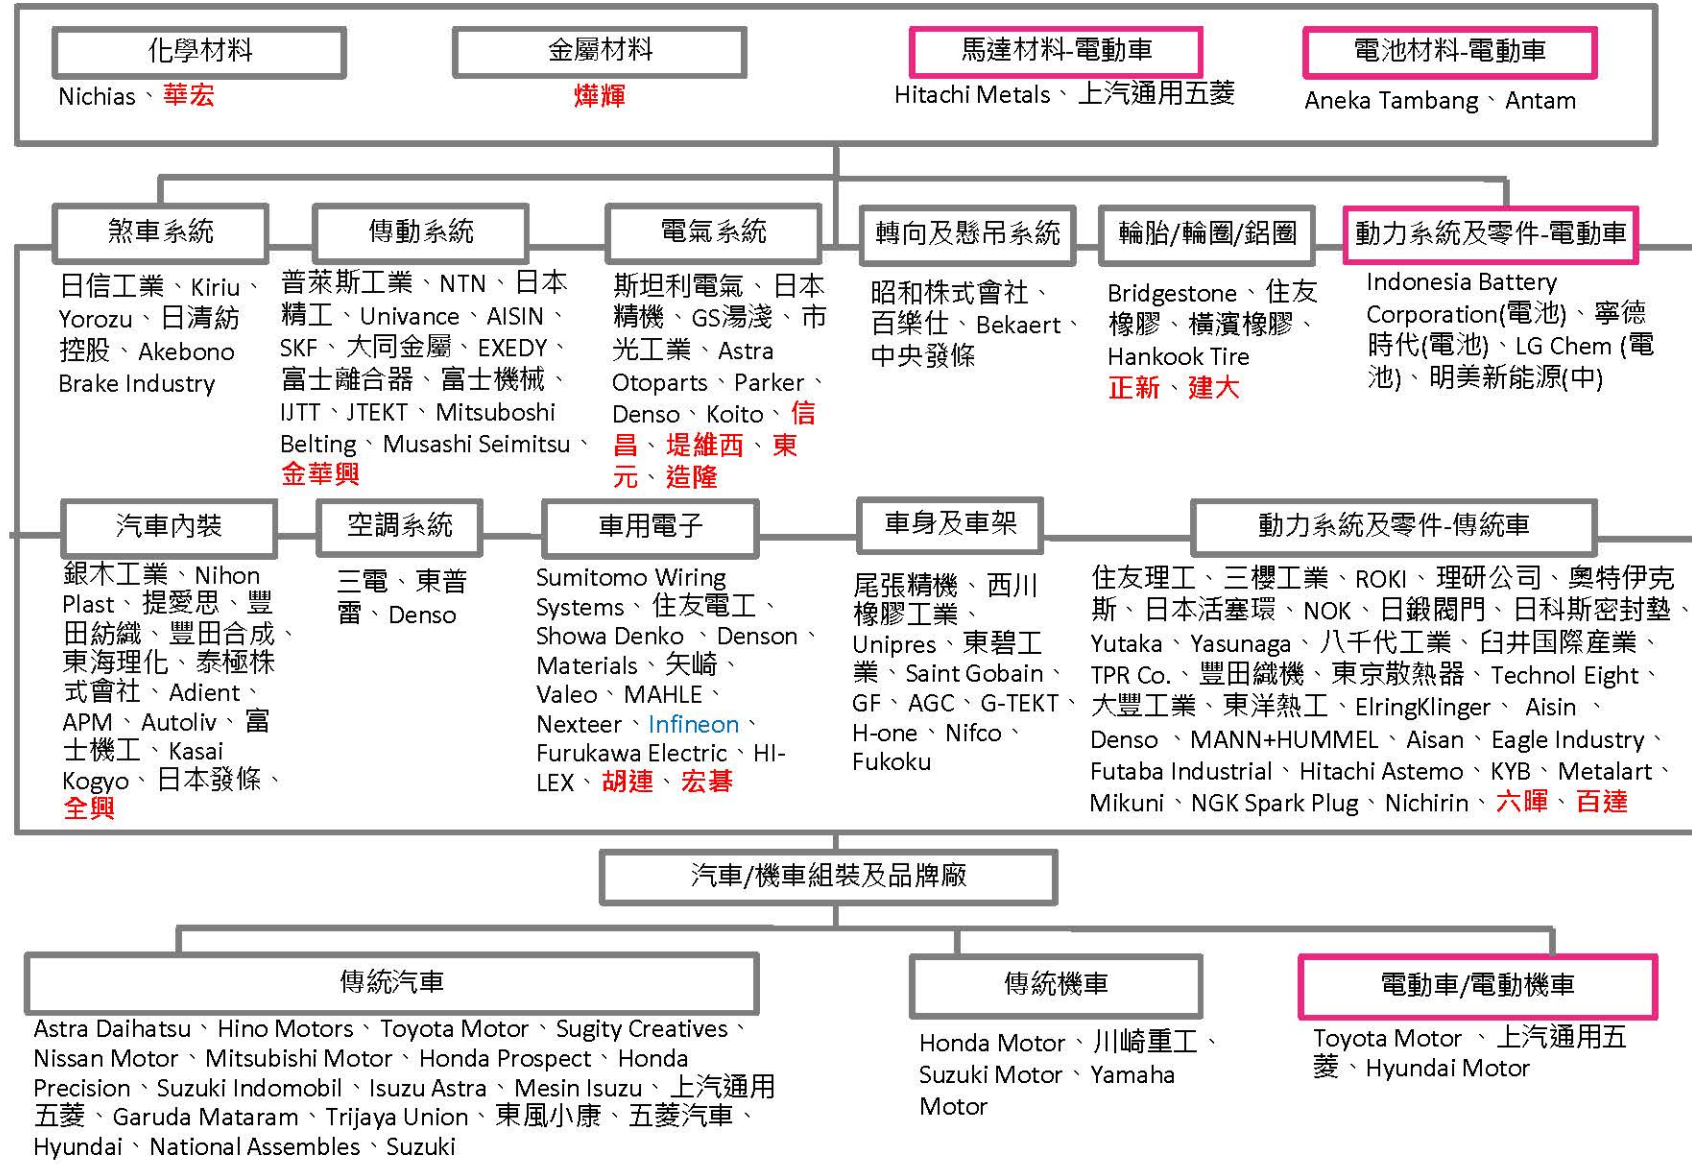 化學材料
Nichias、華宏
金屬材料
燁輝
馬達材料-電動車
Hitachi Metals、上汽通用五菱
電池材料-電動車
Aneka Tambang、Antam
煞車系統
日信工業、Kiriu、
Yorozu、日清紡
控股、Akebono
Brake Industry
傳動系統
普萊斯工業、NTN、日本
精工、Univance、AISIN、
SKF、大同金屬、EXEDY、
富士離合器、富士機械、
IJTT、JTEKT、Mitsuboshi
Belting、Musashi Seimitsu、
金華興
電氣系統
斯坦利電氣、日本
精機、GS湯淺、市
光工業、Astra
Otoparts、Parker、
Denso、Koito、信
昌、堤維西、東
元、造隆
轉向及懸吊系統
昭和株式會社、
百樂仕、Bekaert、
中央發條
輪胎/輪圈/鋁圈
Bridgestone、住友
橡膠、橫濱橡膠、
Hankook Tire
正新、建大
動力系統及零件-電動車
Indonesia Battery
Corporation(電池)、寧德
時代(電池)、LG Chem (電
池)、明美新能源(中)
汽車內裝
銀木工業、Nihon
Plast、提愛思、豐
田紡織、豐田合成、
東海理化、泰極株
式會社、Adient、
APM、Autoliv、富
士機工、Kasai
Kogyo、日本發條、
全興
空調系統
三電、東普
雷、Denso
車用電子
Sumitomo Wiring
Systems、住友電工、
Showa Denko 、Denson、
Materials、矢崎、
Valeo、MAHLE、
Nexteer、Infineon、
Furukawa Electric、HI-
LEX、胡連、宏碁
車身及車架
尾張精機、西川
橡膠工業、
Unipres、東碧工
業、Saint Gobain、
GF、AGC、G-TEKT、
H-one、Nifco、
Fukoku
動力系統及零件-傳統車
住友理工、三櫻工業、ROKI、理研公司、奧特伊克
斯、日本活塞環、NOK、日鍛閥門、日科斯密封墊、
Yutaka、Yasunaga、八千代工業、臼井国際産業、
TPR Co.、豐田織機、東京散熱器、Technol Eight、
大豐工業、東洋熱工、ElringKlinger、 Aisin 、
Denso 、MANN+HUMMEL、Aisan、Eagle Industry、
Futaba Industrial、Hitachi Astemo、KYB、Metalart、
Mikuni、NGK Spark Plug、Nichirin、六暉、百達
汽車/機車組裝及品牌廠
傳統汽車
Astra Daihatsu、Hino Motors、Toyota Motor、Sugity Creatives、
Nissan Motor、Mitsubishi Motor、Honda Prospect、Honda
Precision、Suzuki Indomobil、Isuzu Astra、Mesin Isuzu、上汽通用
五菱、Garuda Mataram、Trijaya Union、東風小康、五菱汽車、
Hyundai、National Assembles、Suzuki
傳統機車
Honda Motor、川崎重工、
Suzuki Motor、Yamaha
Motor
電動車/電動機車
Toyota Motor 、上汽通用五
菱、Hyundai Motor